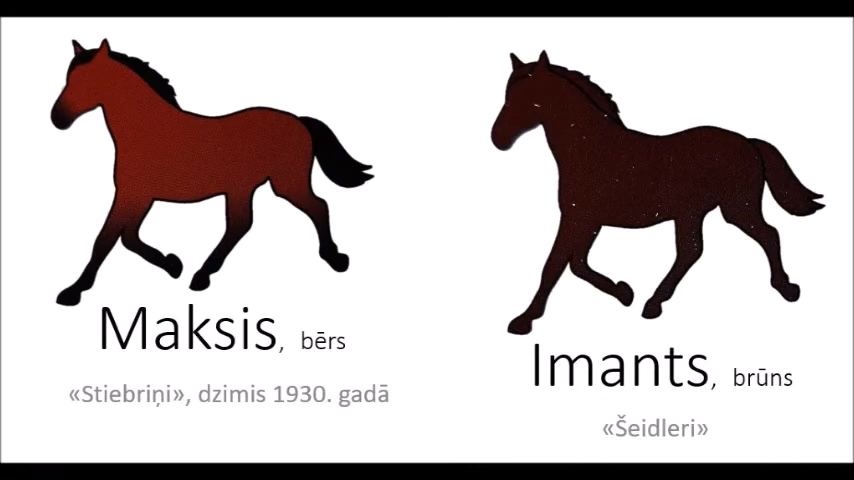 Maksis, bērs
«Stiebriņi», dzimis 1930. gadā
Imants, brūns
«Šeidleri»